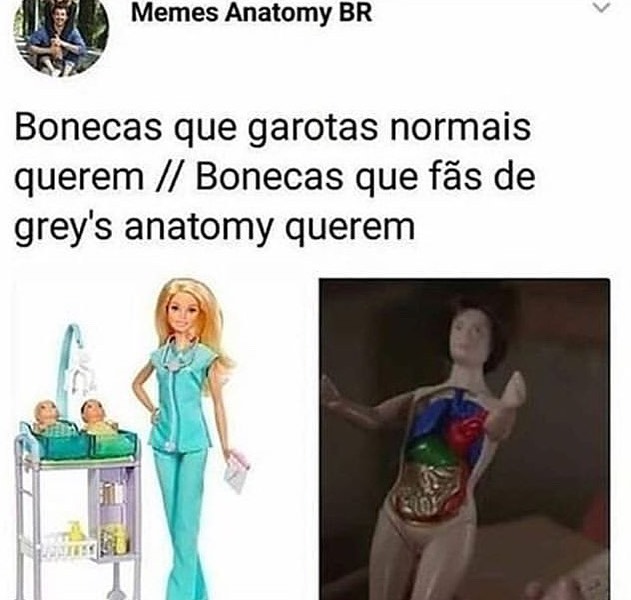 Memes Anatomy BR
Bonecas que garotas normais
querem // Bonecas que fãs de
grey's anatomy querem